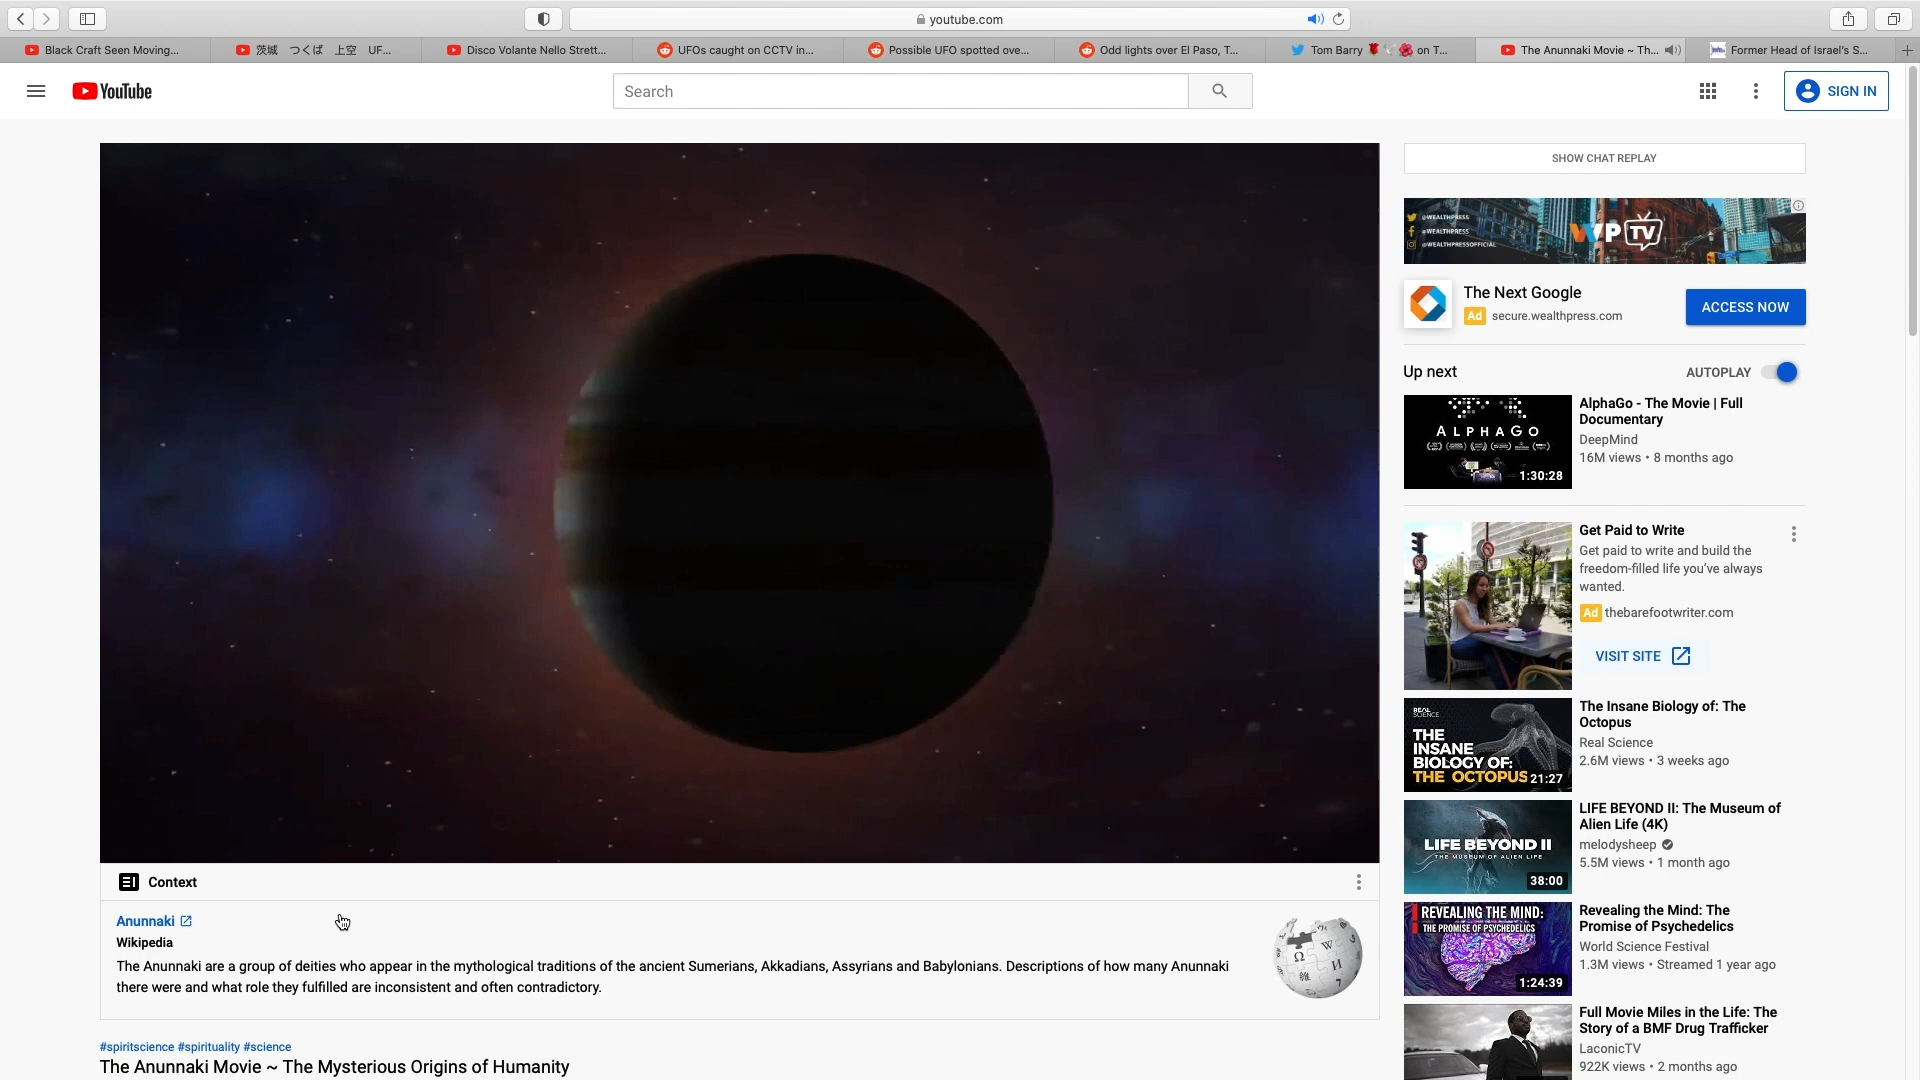 youtube.com
Black Craft Seen Moving...
茨城 つくば 上空 UF...
Disco Volante Nello Strett...
UFOs caught on CCTV in...
Possible UFO spotted ove...
Odd lights over El Paso, T...
Tom Barry 🌹🕊🌺 on T...
The Anunnaki Movie ~ Th...
Former Head of Israel's S...
YouTube
Search
SIGN IN
SHOW CHAT REPLAY
@WEALTHPRESS
@WEALTHPRESS
@WEALTHPRESSOFFICIAL
WP TV
The Next Google
Ad secure.wealthpress.com
ACCESS NOW
Up next
AUTOPLAY
ALPHAGO
1:30:28
AlphaGo - The Movie | Full
Documentary
DeepMind
16M views • 8 months ago
Get Paid to Write
Get paid to write and build the
freedom-filled life you've always
wanted.
Ad thebarefootwriter.com
VISIT SITE
REAL
SCIENCE
THE
INSANE
BIOLOGY OF:
THE OCTOPUS
21:27
The Insane Biology of: The
Octopus
Real Science
2.6M views • 3 weeks ago
LIFE BEYOND II
THE MUSEUM OF ALIEN LIFE
38:00
LIFE BEYOND II: The Museum of
Alien Life (4K)
melodysheep
5.5M views • 1 month ago
REVEALING THE MIND:
THE PROMISE OF PSYCHEDELICS
1:24:39
Revealing the Mind: The
Promise of Psychedelics
World Science Festival
1.3M views • Streamed 1 year ago
Full Movie Miles in the Life: The
Story of a BMF Drug Trafficker
LaconicTV
922K views • 2 months ago
Context
Anunnaki
Wikipedia
The Anunnaki are a group of deities who appear in the mythological traditions of the ancient Sumerians, Akkadians, Assyrians and Babylonians. Descriptions of how many Anunnaki
there were and what role they fulfilled are inconsistent and often contradictory.
#spiritscience #spirituality #science
The Anunnaki Movie ~ The Mysterious Origins of Humanity